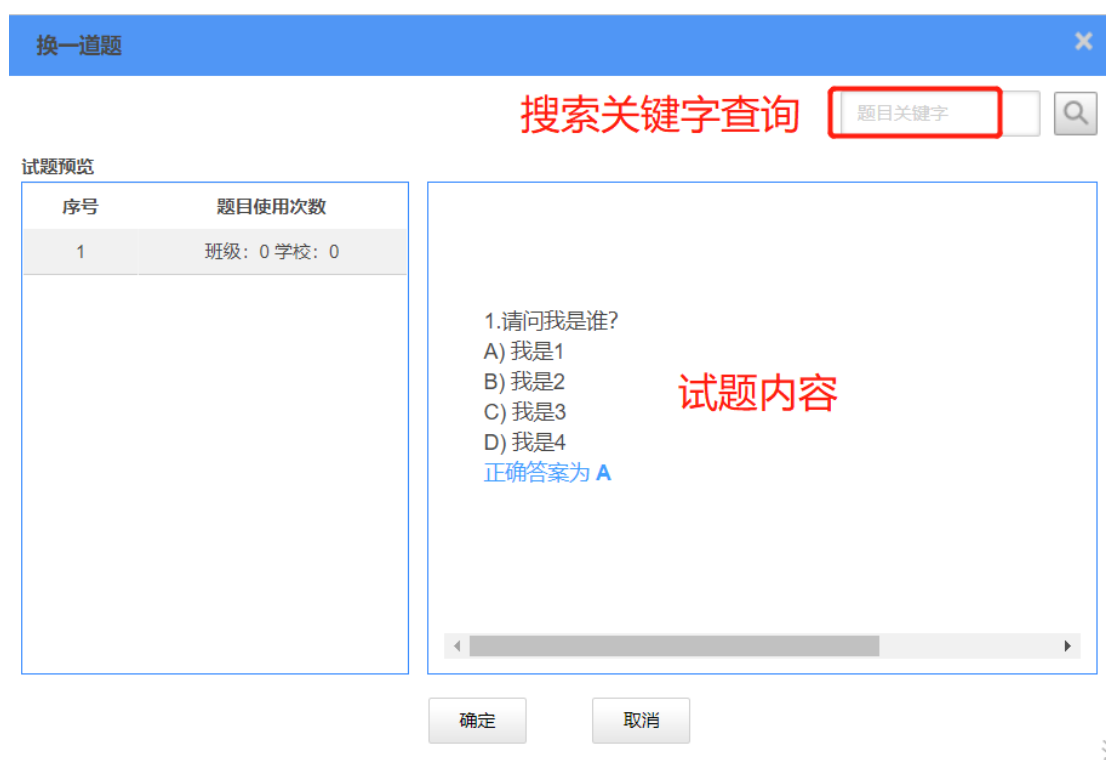 换一道题
搜索关键字查询 题目关键字
试题预览
序号 题目使用次数
1 班级：0 学校：0
1.请问我是谁？
A) 我是1
B) 我是2
C) 我是3
D) 我是4
正确答案为 A
试题内容
确定 取消